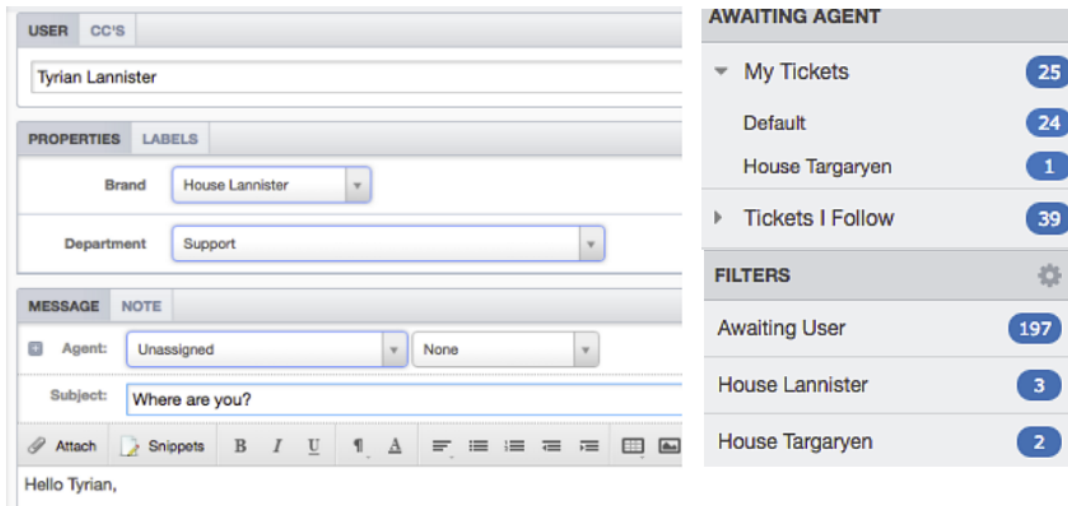 USER CC'S
Tyrian Lannister
PROPERTIES LABELS
Brand House Lannister
Department Support
MESSAGE NOTE
Agent: Unassigned None
Subject: Where are you?
Attach Snippets B I U ¶ A
Hello Tyrian,
AWAITING AGENT
My Tickets 25
Default 24
House Targaryen 1
Tickets I Follow 39
FILTERS
Awaiting User 197
House Lannister 3
House Targaryen 2